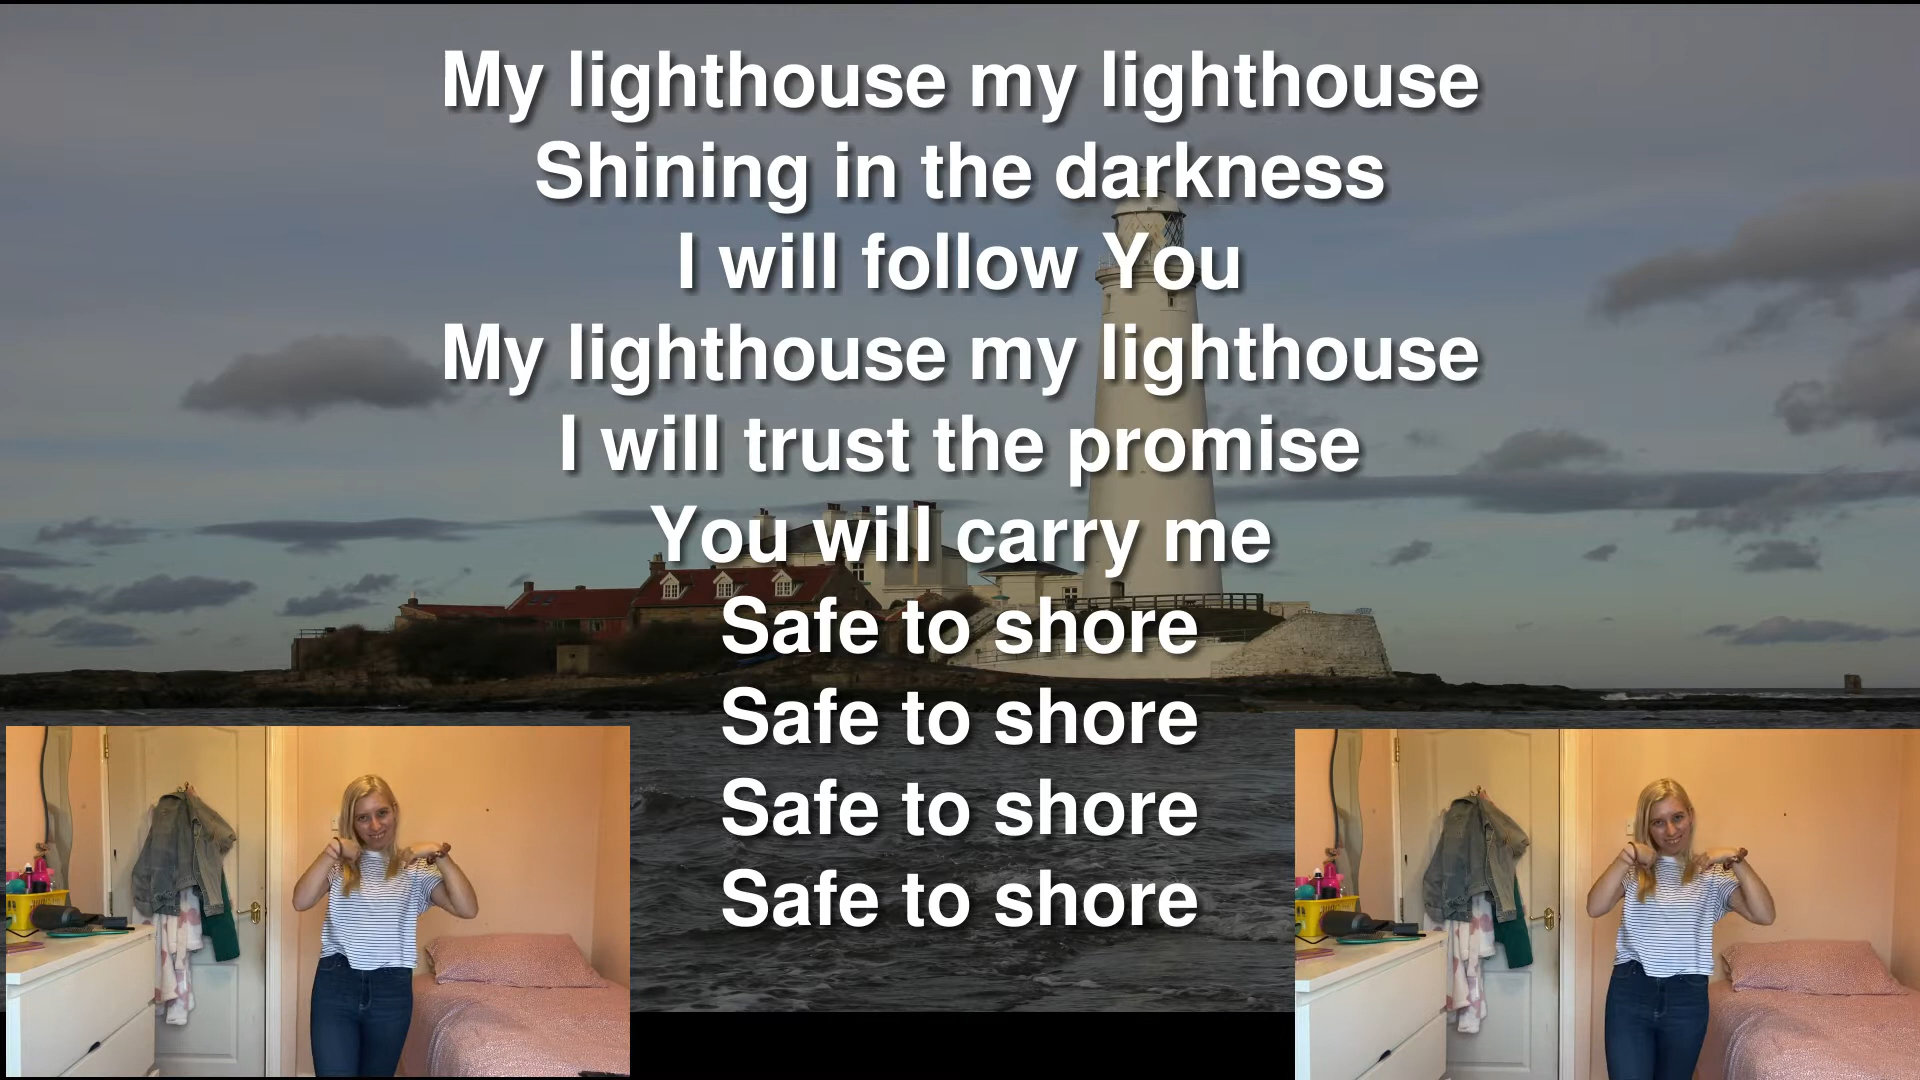 My lighthouse my lighthouse
Shining in the darkness
I will follow You
My lighthouse my lighthouse
I will trust the promise
You will carry me
Safe to shore
Safe to shore
Safe to shore
Safe to shore